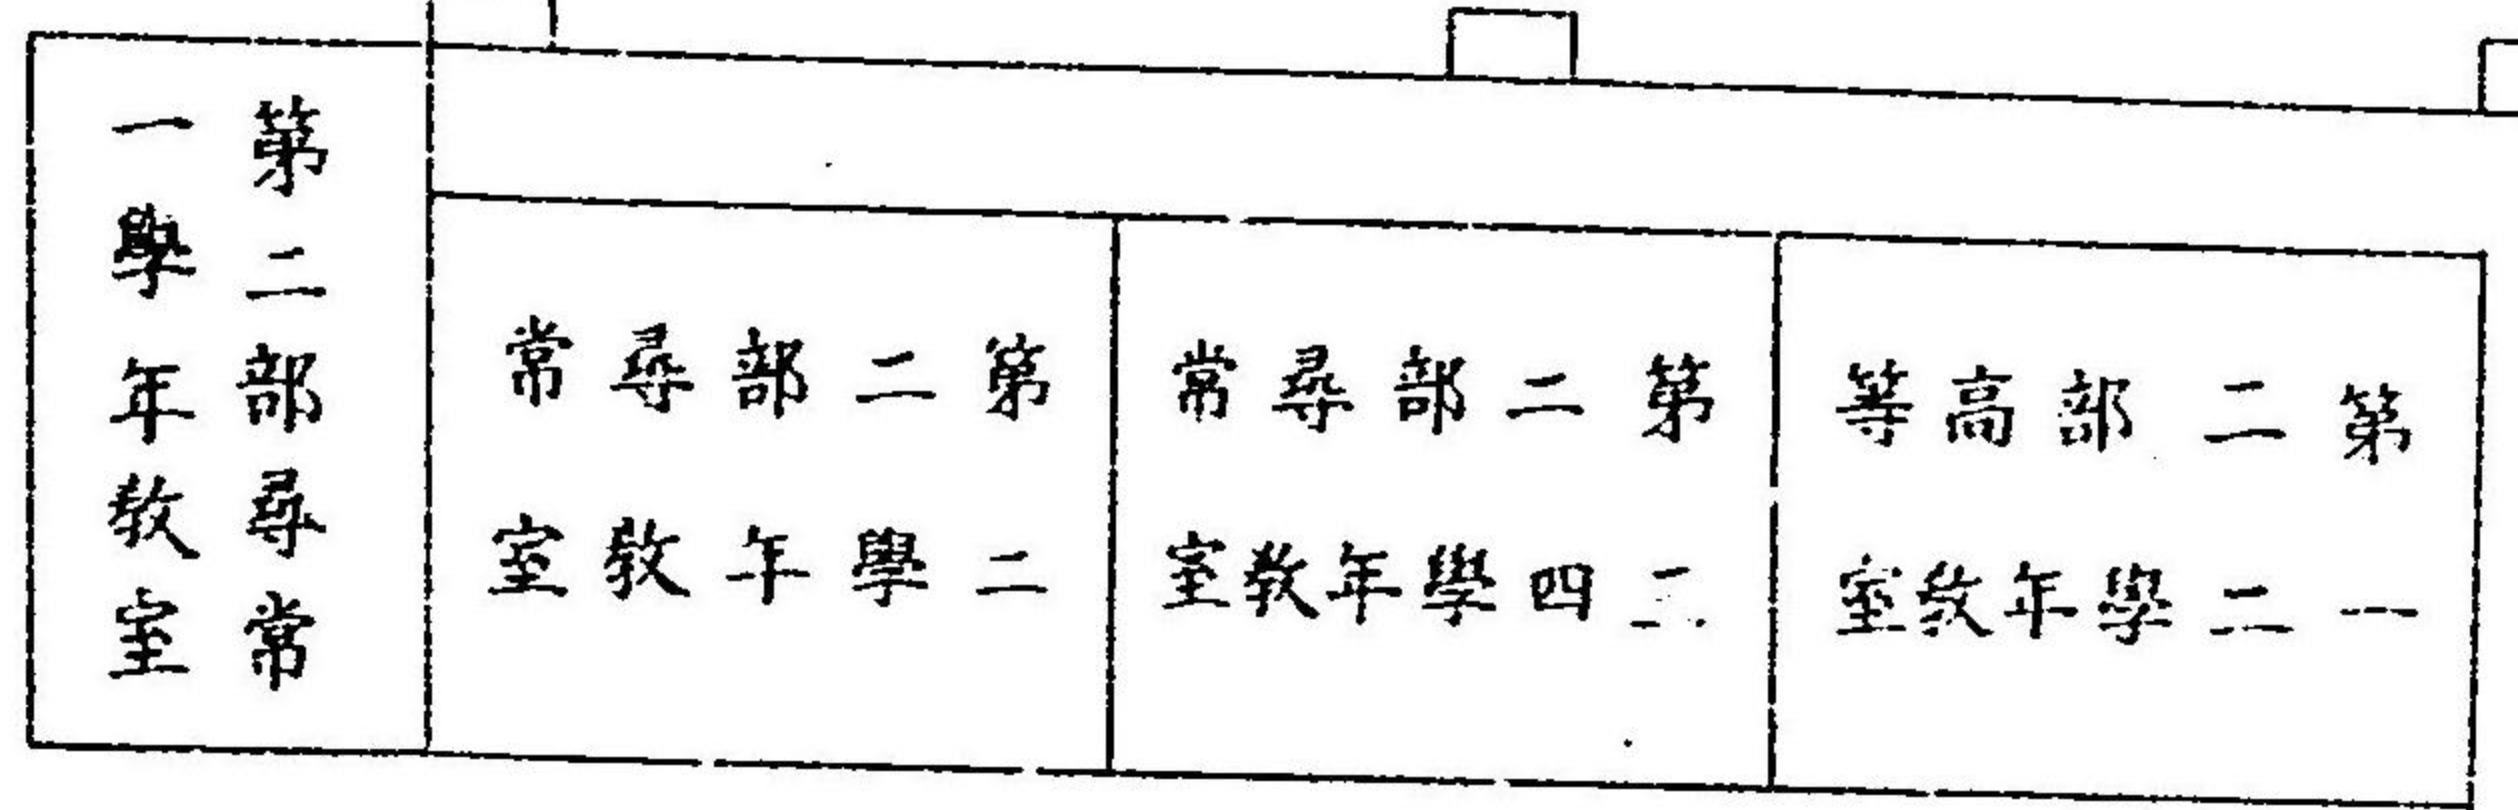 第二部高等
一二學年教室
第二部尋常
三四學年教室
第二部尋常
二學年教室
第二部尋常
一學年教室